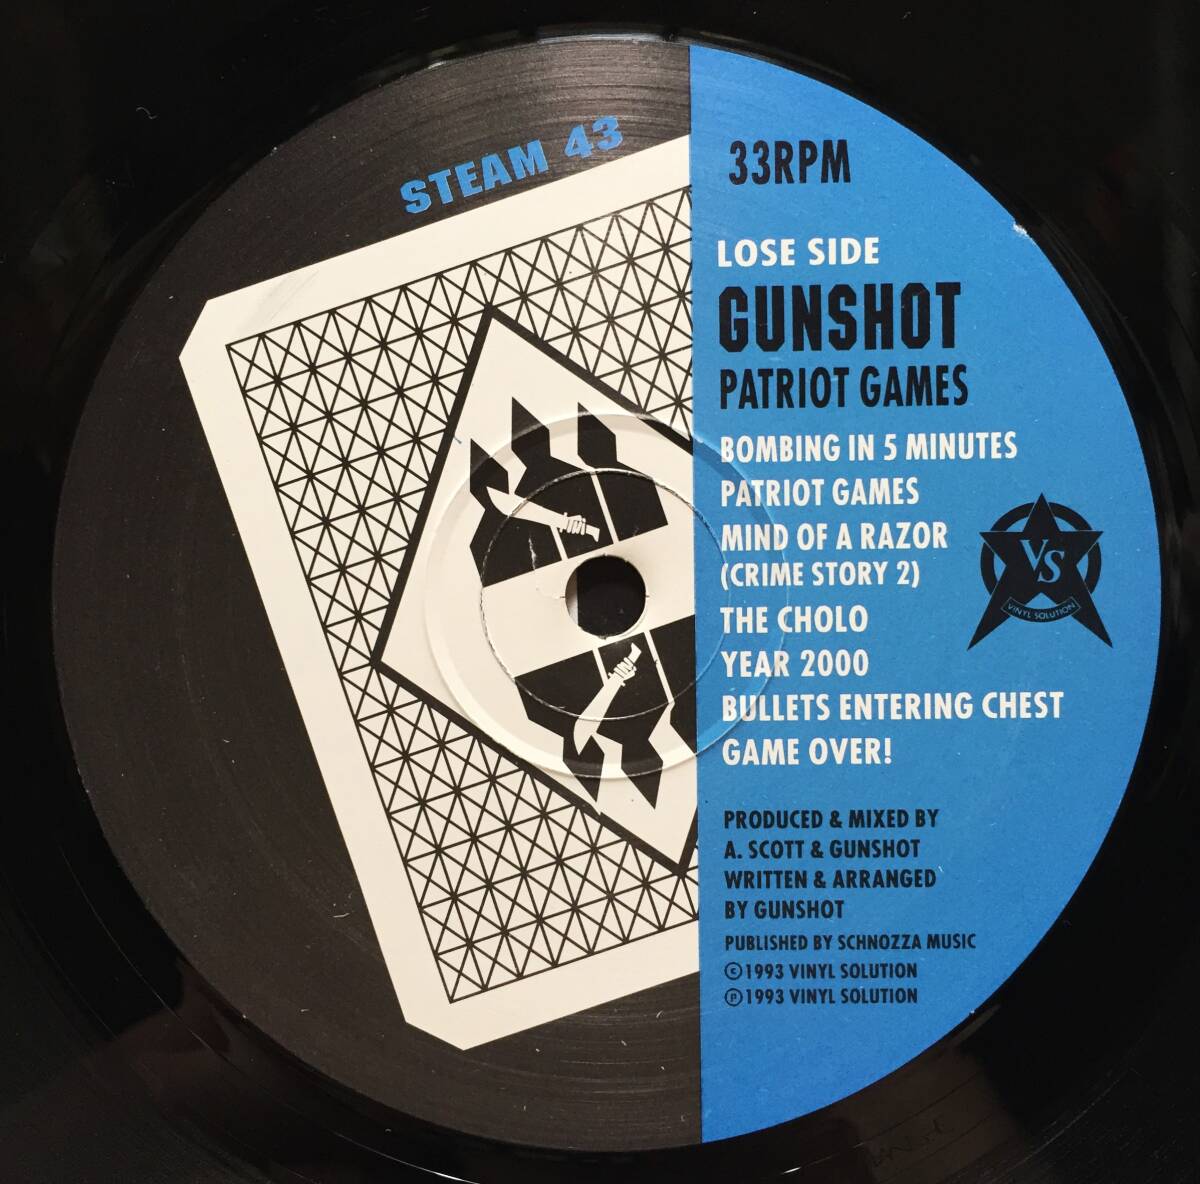 STEAM 43
33RPM
LOSE SIDE
GUNSHOT
PATRIOT GAMES
BOMBING IN 5 MINUTES
PATRIOT GAMES
MIND OF A RAZOR
(CRIME STORY 2)
THE CHOLO
YEAR 2000
BULLETS ENTERING CHEST
GAME OVER!
VS
VINYL SOLUTION
PRODUCED & MIXED BY
A. SCOTT & GUNSHOT
WRITTEN & ARRANGED
BY GUNSHOT
PUBLISHED BY SCHNOZZA MUSIC
©1993 VINYL SOLUTION
℗1993 VINYL SOLUTION